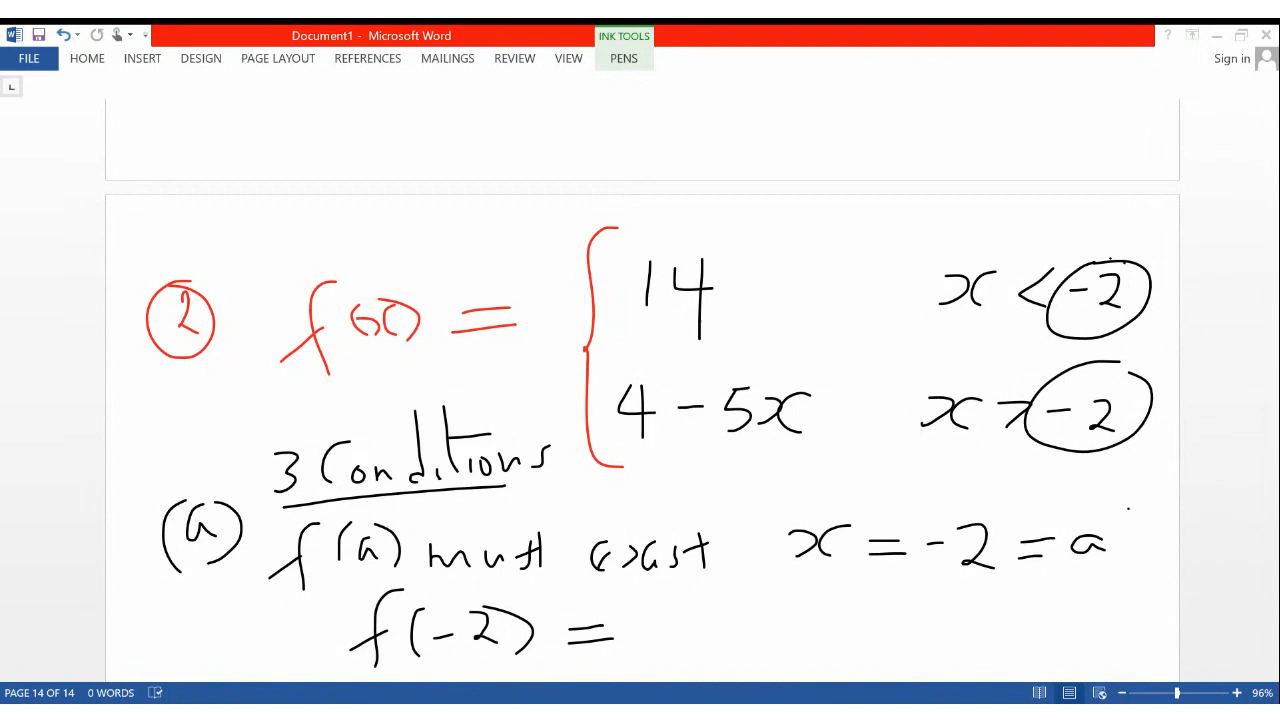 Document1 - Microsoft Word
INK TOOLS
? 
FILE HOME INSERT DESIGN PAGE LAYOUT REFERENCES MAILINGS REVIEW VIEW PENS Sign in
2 f(x) = { 14 x < -2
4 - 5x x > -2
3 Conditions
(a) f(a) must exist x = -2 = a
f(-2) =
PAGE 14 OF 14 0 WORDS 96%